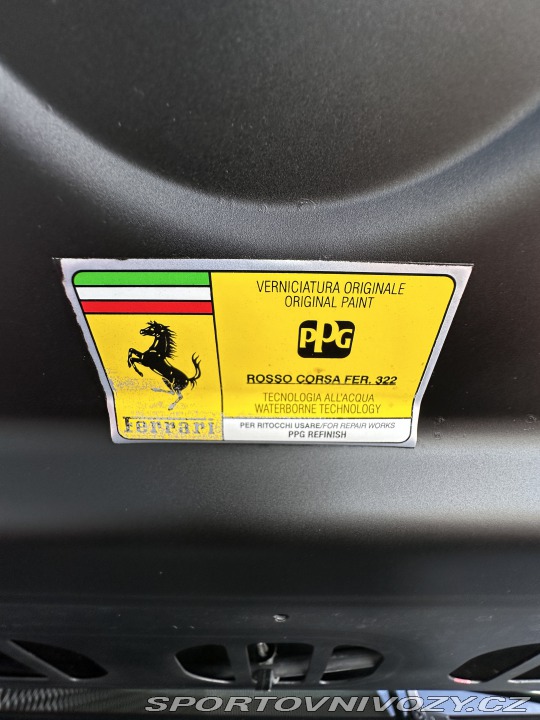 VERNICIATURA ORIGINALE
ORIGINAL PAINT
PPG
ROSSO CORSA FER. 322
TECNOLOGIA ALL'ACQUA
WATERBORNE TECHNOLOGY
Ferrari
PER RITOCCHI USARE/FOR REPAIR WORKS
PPG REFINISH
SPORTOVNIVOZY.CZ